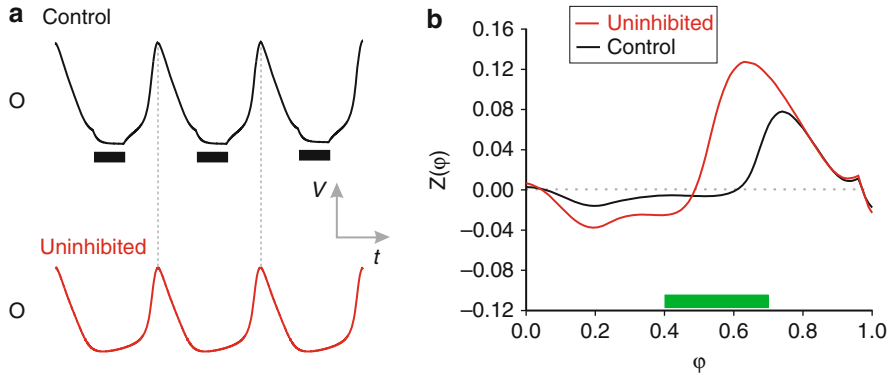 a
Control
O
V
t
Uninhibited
O
b
Uninhibited
Control
Z(φ)
0.16
0.12
0.08
0.04
0.00
−0.04
−0.08
−0.12
0.0 0.2 0.4 0.6 0.8 1.0
φ